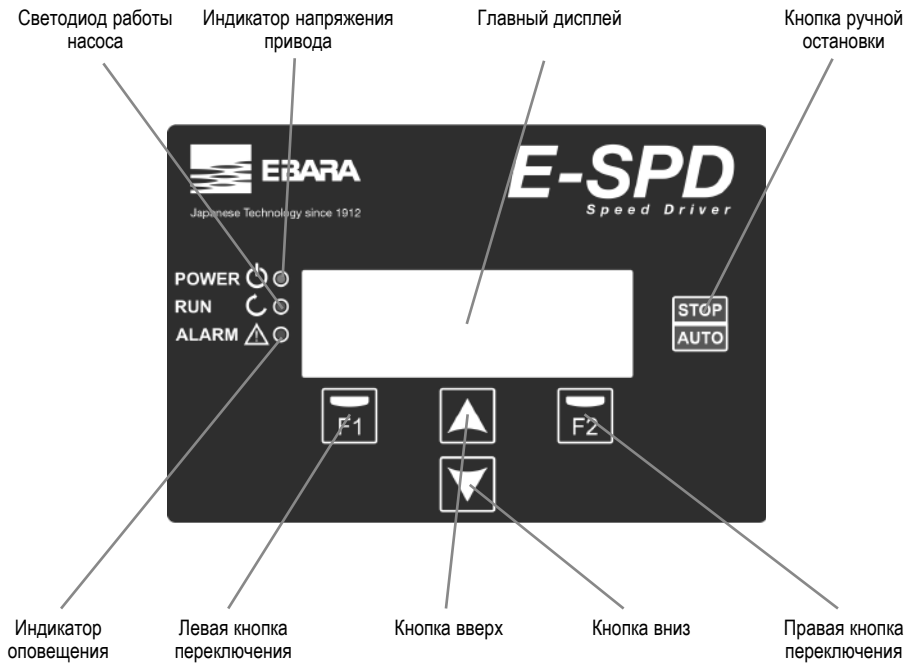 Светодиод работы
насоса
Индикатор напряжения
привода
Главный дисплей
Кнопка ручной
остановки
EBARA
Japanese Technology since 1912
E-SPD
Speed Driver
POWER
RUN
ALARM
STOP
AUTO
F1
F2
Индикатор
оповещения
Левая кнопка
переключения
Кнопка вверх
Кнопка вниз
Правая кнопка
переключения